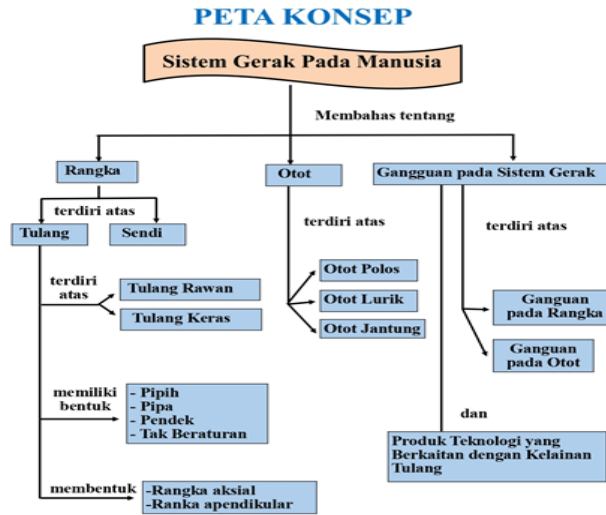 PETA KONSEP
Sistem Gerak Pada Manusia
Membahas tentang
Rangka
Otot
Gangguan pada Sistem Gerak
terdiri atas
Tulang
Sendi
terdiri
atas
Tulang Rawan
Tulang Keras
memiliki
bentuk
- Pipih
- Pipa
- Pendek
- Tak Beraturan
membentuk
-Rangka aksial
-Ranka apendikular
terdiri atas
Otot Polos
Otot Lurik
Otot Jantung
terdiri atas
Ganguan
pada Rangka
Ganguan
pada Otot
dan
Produk Teknologi yang
Berkaitan dengan Kelainan
Tulang